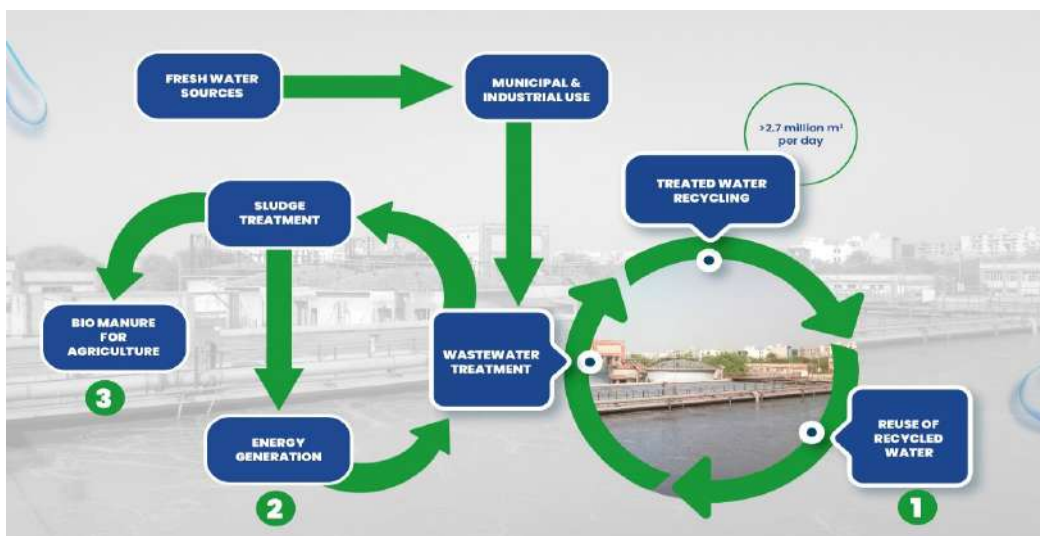 FRESH WATER
SOURCES
MUNICIPAL &
INDUSTRIAL USE
>2.7 million m³
per day
TREATED WATER
RECYCLING
SLUDGE
TREATMENT
BIO MANURE
FOR
AGRICULTURE
3
WASTEWATER
TREATMENT
ENERGY
GENERATION
2
REUSE OF
RECYCLED
WATER
1